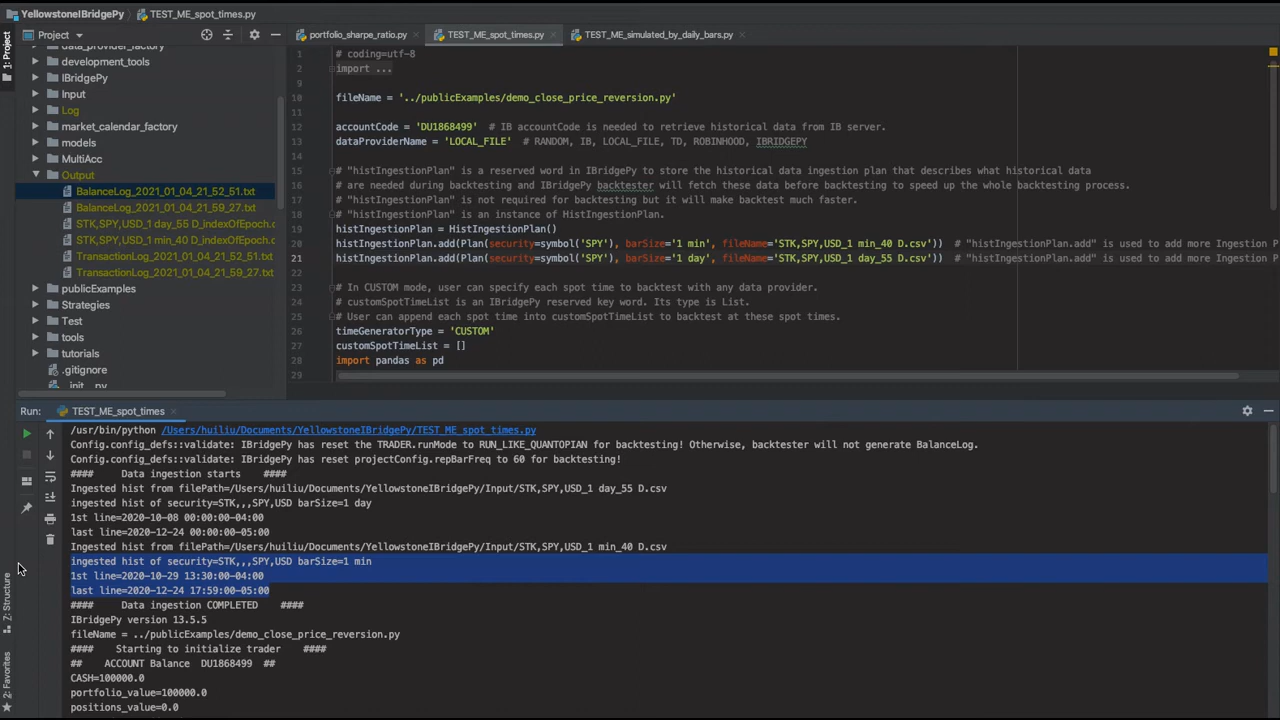 YellowstoneIBridgePy
TEST_ME_spot_times.py
1: Project
Project
data_provider_factory
development_tools
IBridgePy
Input
Log
market_calendar_factory
models
MultiAcc
Output
BalanceLog_2021_01_04_21_52_51.txt
BalanceLog_2021_01_04_21_59_27.txt
STK,SPY,USD_1 day_55 D_indexOfEpoch.c
STK,SPY,USD_1 min_40 D_indexOfEpoch.c
TransactionLog_2021_01_04_21_52_51.txt
TransactionLog_2021_01_04_21_59_27.txt
publicExamples
Strategies
Test
tools
tutorials
.gitignore
__init__.py
portfolio_sharpe_ratio.py
TEST_ME_spot_times.py
TEST_ME_simulated_by_daily_bars.py
1 # coding=utf-8
2 import ...
10 fileName = '../publicExamples/demo_close_price_reversion.py'
11
12 accountCode = 'DU1868499' # IB accountCode is needed to retrieve historical data from IB server.
13 dataProviderName = 'LOCAL_FILE' # RANDOM, IB, LOCAL_FILE, TD, ROBINHOOD, IBRIDGEPY
14
15 # "histIngestionPlan" is a reserved word in IBridgePy to store the historical data ingestion plan that describes what historical data
16 # are needed during backtesting and IBridgePy backtester will fetch these data before backtesting to speed up the whole backtesting process.
17 # "histIngestionPlan" is not required for backtesting but it will make backtest much faster.
18 # "histIngestionPlan" is an instance of HistIngestionPlan.
19 histIngestionPlan = HistIngestionPlan()
20 histIngestionPlan.add(Plan(security=symbol('SPY'), barSize='1 min', fileName='STK,SPY,USD_1 min_40 D.csv')) # "histIngestionPlan.add" is used to add more Ingestion P
21 histIngestionPlan.add(Plan(security=symbol('SPY'), barSize='1 day', fileName='STK,SPY,USD_1 day_55 D.csv')) # "histIngestionPlan.add" is used to add more Ingestion P
22
23 # In CUSTOM mode, user can specify each spot time to backtest with any data provider.
24 # customSpotTimeList is an IBridgePy reserved key word. Its type is List.
25 # User can append each spot time into customSpotTimeList to backtest at these spot times.
26 timeGeneratorType = 'CUSTOM'
27 customSpotTimeList = []
28 import pandas as pd
29
Run: TEST_ME_spot_times
/usr/bin/python /Users/huiliu/Documents/YellowstoneIBridgePy/TEST_ME_spot_times.py
Config.config_defs::validate: IBridgePy has reset the TRADER.runMode to RUN_LIKE_QUANTOPIAN for backtesting! Otherwise, backtester will not generate BalanceLog.
Config.config_defs::validate: IBridgePy has reset projectConfig.repBarFreq to 60 for backtesting!
#### Data ingestion starts ####
Ingested hist from filePath=/Users/huiliu/Documents/YellowstoneIBridgePy/Input/STK,SPY,USD_1 day_55 D.csv
ingested hist of security=STK,,,SPY,USD barSize=1 day
1st line=2020-10-08 00:00:00-04:00
last line=2020-12-24 00:00:00-05:00
Ingested hist from filePath=/Users/huiliu/Documents/YellowstoneIBridgePy/Input/STK,SPY,USD_1 min_40 D.csv
ingested hist of security=STK,,,SPY,USD barSize=1 min
1st line=2020-10-29 13:30:00-04:00
last line=2020-12-24 17:59:00-05:00
#### Data ingestion COMPLETED ####
IBridgePy version 13.5.5
fileName = ../publicExamples/demo_close_price_reversion.py
#### Starting to initialize trader ####
## ACCOUNT Balance DU1868499 ##
CASH=100000.0
portfolio_value=100000.0
positions_value=0.0
7: Structure
2: Favorites